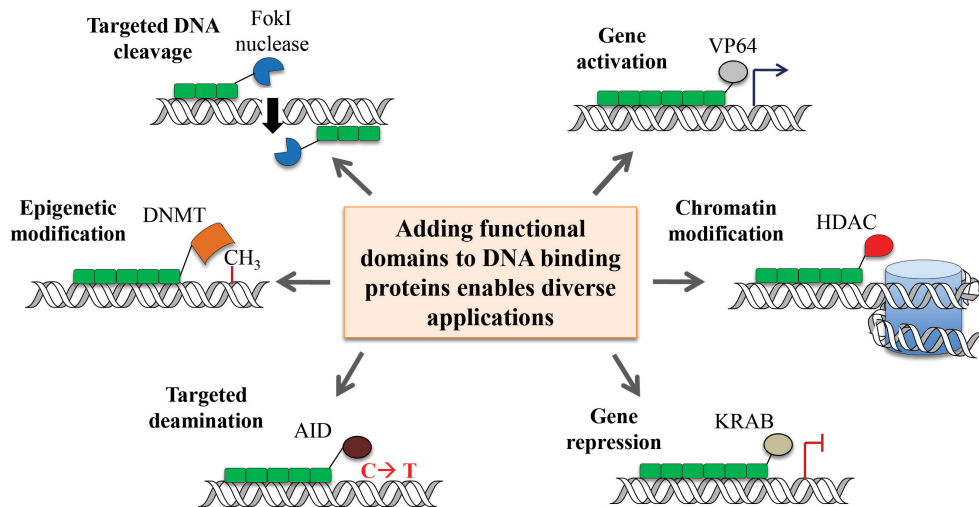 Targeted DNA
cleavage
FokI
nuclease
Gene
activation
VP64
Epigenetic
modification
DNMT
CH3
Adding functional
domains to DNA binding
proteins enables diverse
applications
Chromatin
modification
HDAC
Targeted
deamination
AID
C→ T
Gene
repression
KRAB